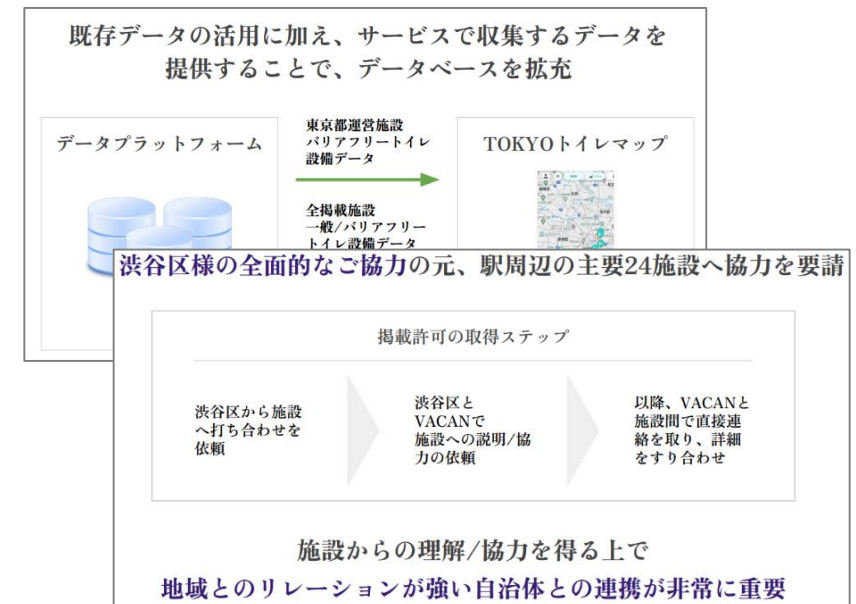 既存データの活用に加え、サービスで収集するデータを
提供することで、データベースを拡充
データプラットフォーム
東京都運営施設
バリアフリートイレ
設備データ
全掲載施設
一般/バリアフリー
トイレ設備データ
TOKYOトイレマップ
渋谷区様の全面的なご協力の元、駅周辺の主要24施設へ協力を要請
掲載許可の取得ステップ
渋谷区から施設
へ打ち合わせを
依頼
渋谷区と
VACANで
施設への説明/協
力の依頼
以降、VACANと
施設間で直接連
絡を取り、詳細
をすり合わせ
施設からの理解/協力を得る上で
地域とのリレーションが強い自治体との連携が非常に重要